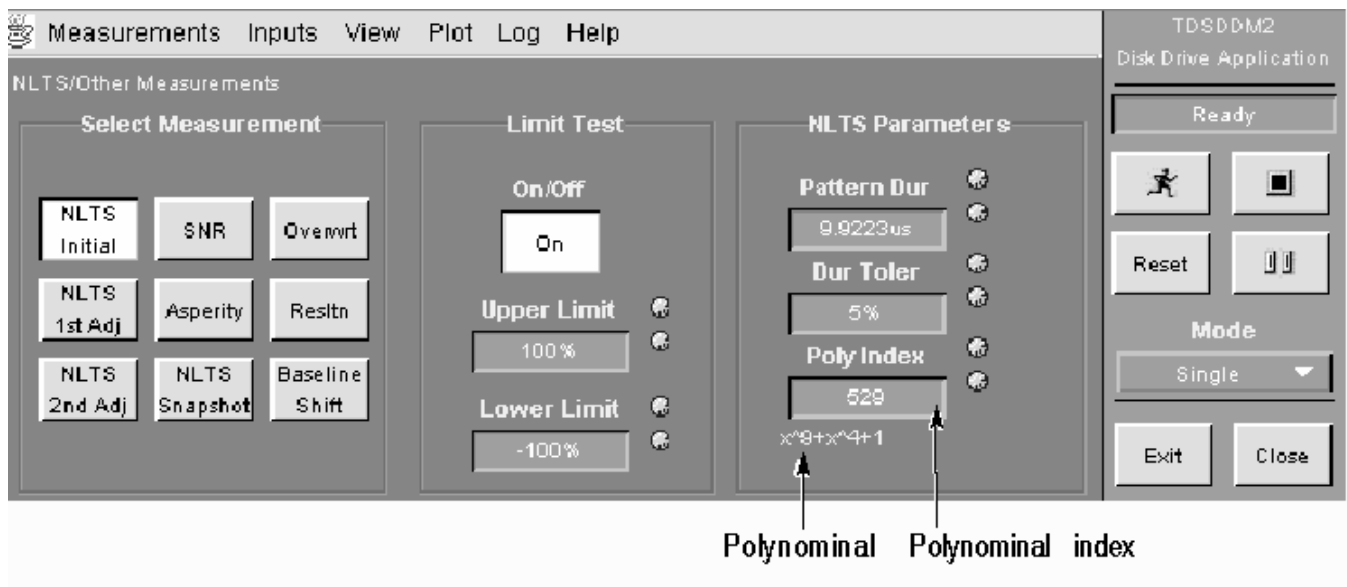 Measurements Inputs View Plot Log Help
NLTS/Other Measurements
Select Measurement
NLTS Initial
SNR
Overwrt
NLTS 1st Adj
Asperity
Resltn
NLTS 2nd Adj
NLTS Snapshot
Baseline Shift
Limit Test
On/Off
On
Upper Limit
100%
Lower Limit
-100%
NLTS Parameters
Pattern Dur
9.9223us
Dur Toler
5%
Poly Index
529
x^9+x^4+1
TDSDDM2
Disk Drive Application
Ready
Reset
Mode
Single
Exit
Close
Polynominal
Polynominal index